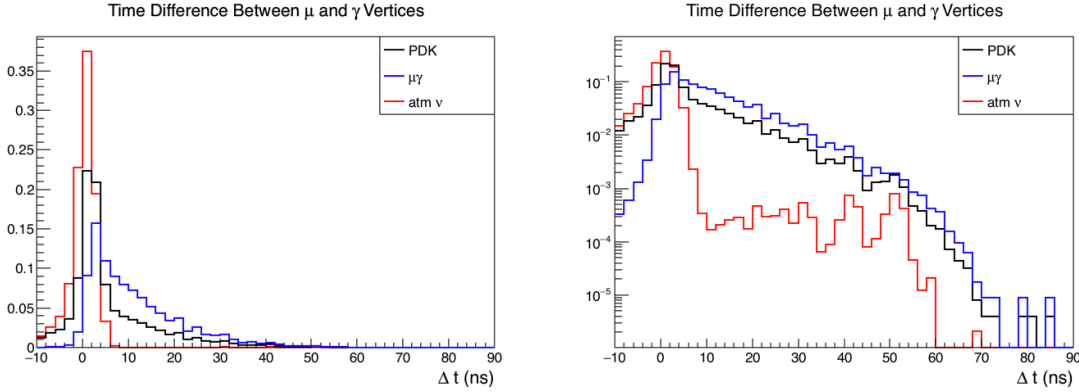 Time Difference Between μ and γ Vertices
PDK
μγ
atm ν
0.35
0.3
0.25
0.2
0.15
0.1
0.05
0
−10 0 10 20 30 40 50 60 70 80 90
Δ t (ns)
Time Difference Between μ and γ Vertices
PDK
μγ
atm ν
10⁻¹
10⁻²
10⁻³
10⁻⁴
10⁻⁵
−10 0 10 20 30 40 50 60 70 80 90
Δ t (ns)